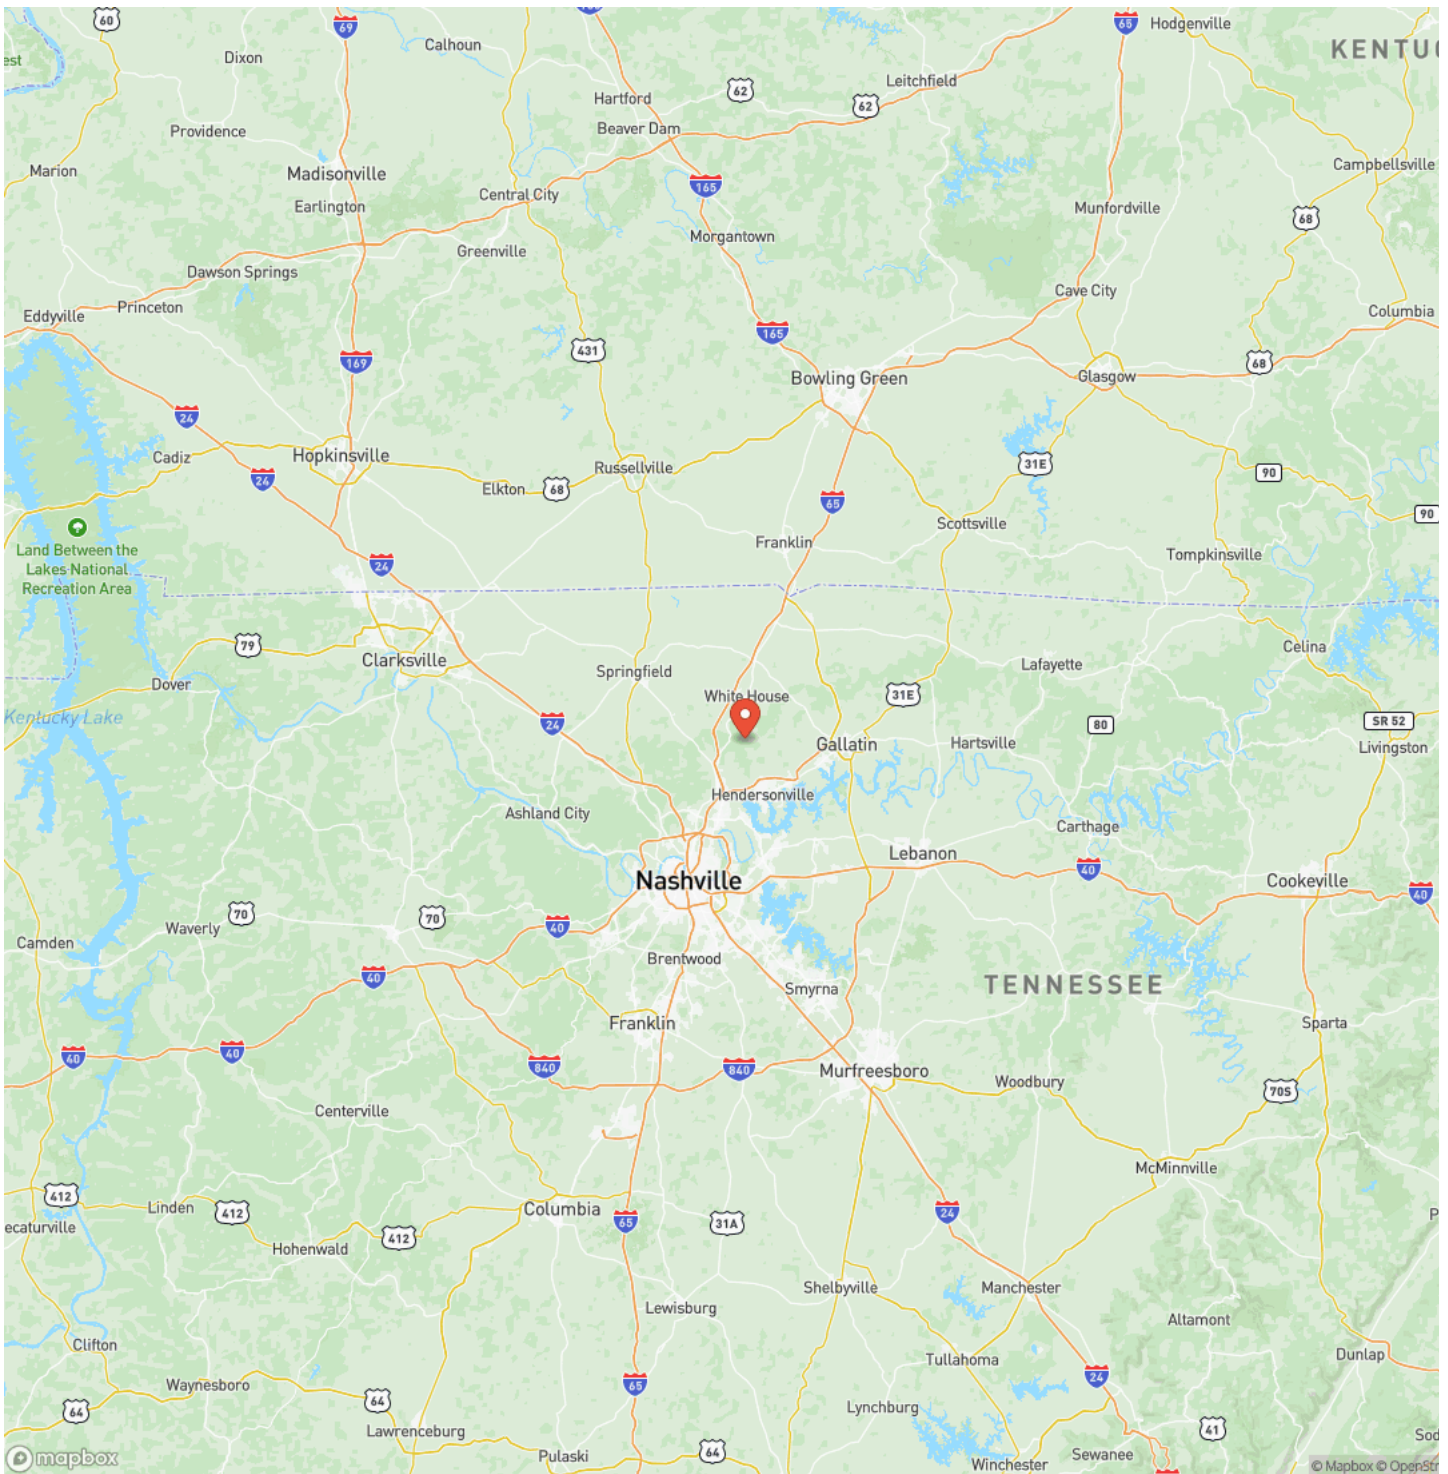 60
69
65
Hodgenville
Calhoun
KENTUC
Dixon
est
Leitchfield
62
Hartford
62
Beaver Dam
Providence
Campbellsville
Marion
Madisonville
165
Central City
Earlington
Munfordville
68
Morgantown
Greenville
Dawson Springs
Cave City
Princeton
Columbia
Eddyville
165
431
169
68
Bowling Green
Glasgow
24
Hopkinsville
Cadiz
31E
Russellville
90
24
Elkton
68
65
90
Scottsville
Franklin
Land Between the
Lakes National
Recreation Area
Tompkinsville
24
79
Celina
Clarksville
Lafayette
Springfield
Dover
White House
31E
Kentucky Lake
24
80
SR 52
Gallatin
Hartsville
Livingston
Hendersonville
Ashland City
Carthage
Lebanon
40
Nashville
Cookeville
40
70
70
40
Waverly
Camden
Brentwood
40
TENNESSEE
Smyrna
Franklin
Sparta
40
40
840
840
Murfreesboro
Woodbury
70S
Centerville
McMinnville
412
Linden
412
Columbia
24
P
65
31A
ecaturville
412
Hohenwald
Shelbyville
Manchester
Lewisburg
Altamont
Clifton
Dunlap
Tullahoma
24
Waynesboro
65
64
64
Lynchburg
41
Lawrenceburg
Sod
64
Pulaski
Sewanee
mapbox
Winchester
© Mapbox © OpenStr